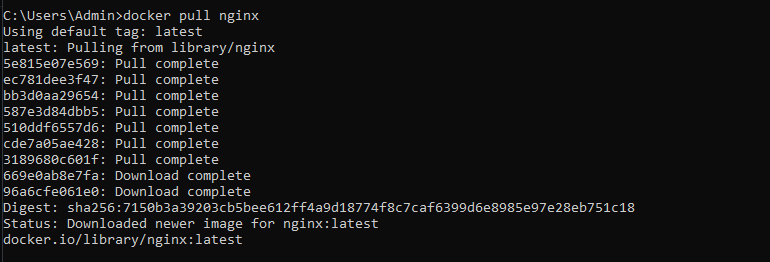 C:\Users\Admin>docker pull nginx
Using default tag: latest
latest: Pulling from library/nginx
5e815e07e569: Pull complete
ec781dee3f47: Pull complete
bb3d0aa29654: Pull complete
587e3d84dbb5: Pull complete
510ddf6557d6: Pull complete
cde7a05ae428: Pull complete
3189680c601f: Pull complete
669e0ab8e7fa: Download complete
96a6cfe061e0: Download complete
Digest: sha256:7150b3a39203cb5bee612ff4a9d18774f8c7caf6399d6e8985e97e28eb751c18
Status: Downloaded newer image for nginx:latest
docker.io/library/nginx:latest